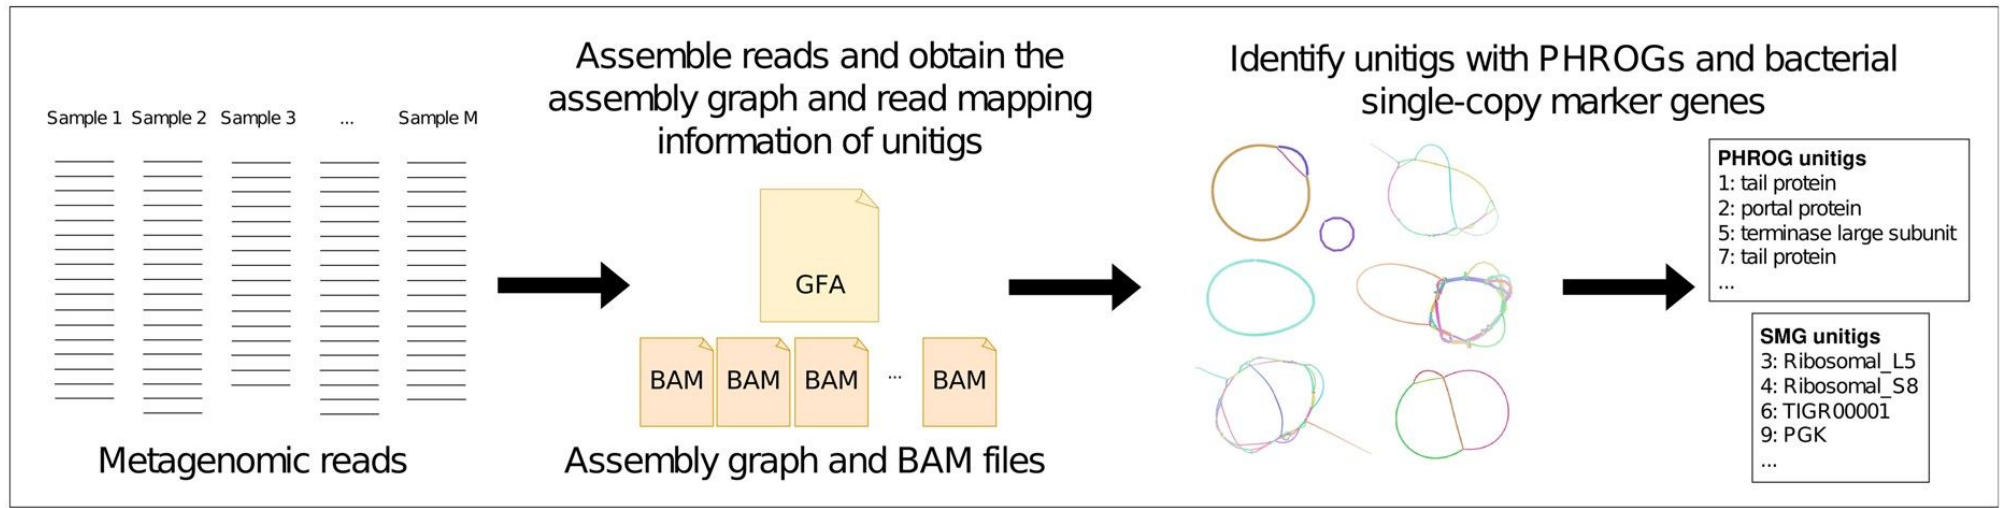 Sample 1 Sample 2 Sample 3 ... Sample M
Metagenomic reads
Assemble reads and obtain the
assembly graph and read mapping
information of unitigs
GFA
BAM BAM BAM ... BAM
Assembly graph and BAM files
Identify unitigs with PHROGs and bacterial
single-copy marker genes
PHROG unitigs
1: tail protein
2: portal protein
5: terminase large subunit
7: tail protein
...
SMG unitigs
3: Ribosomal_L5
4: Ribosomal_S8
6: TIGR00001
9: PGK
...